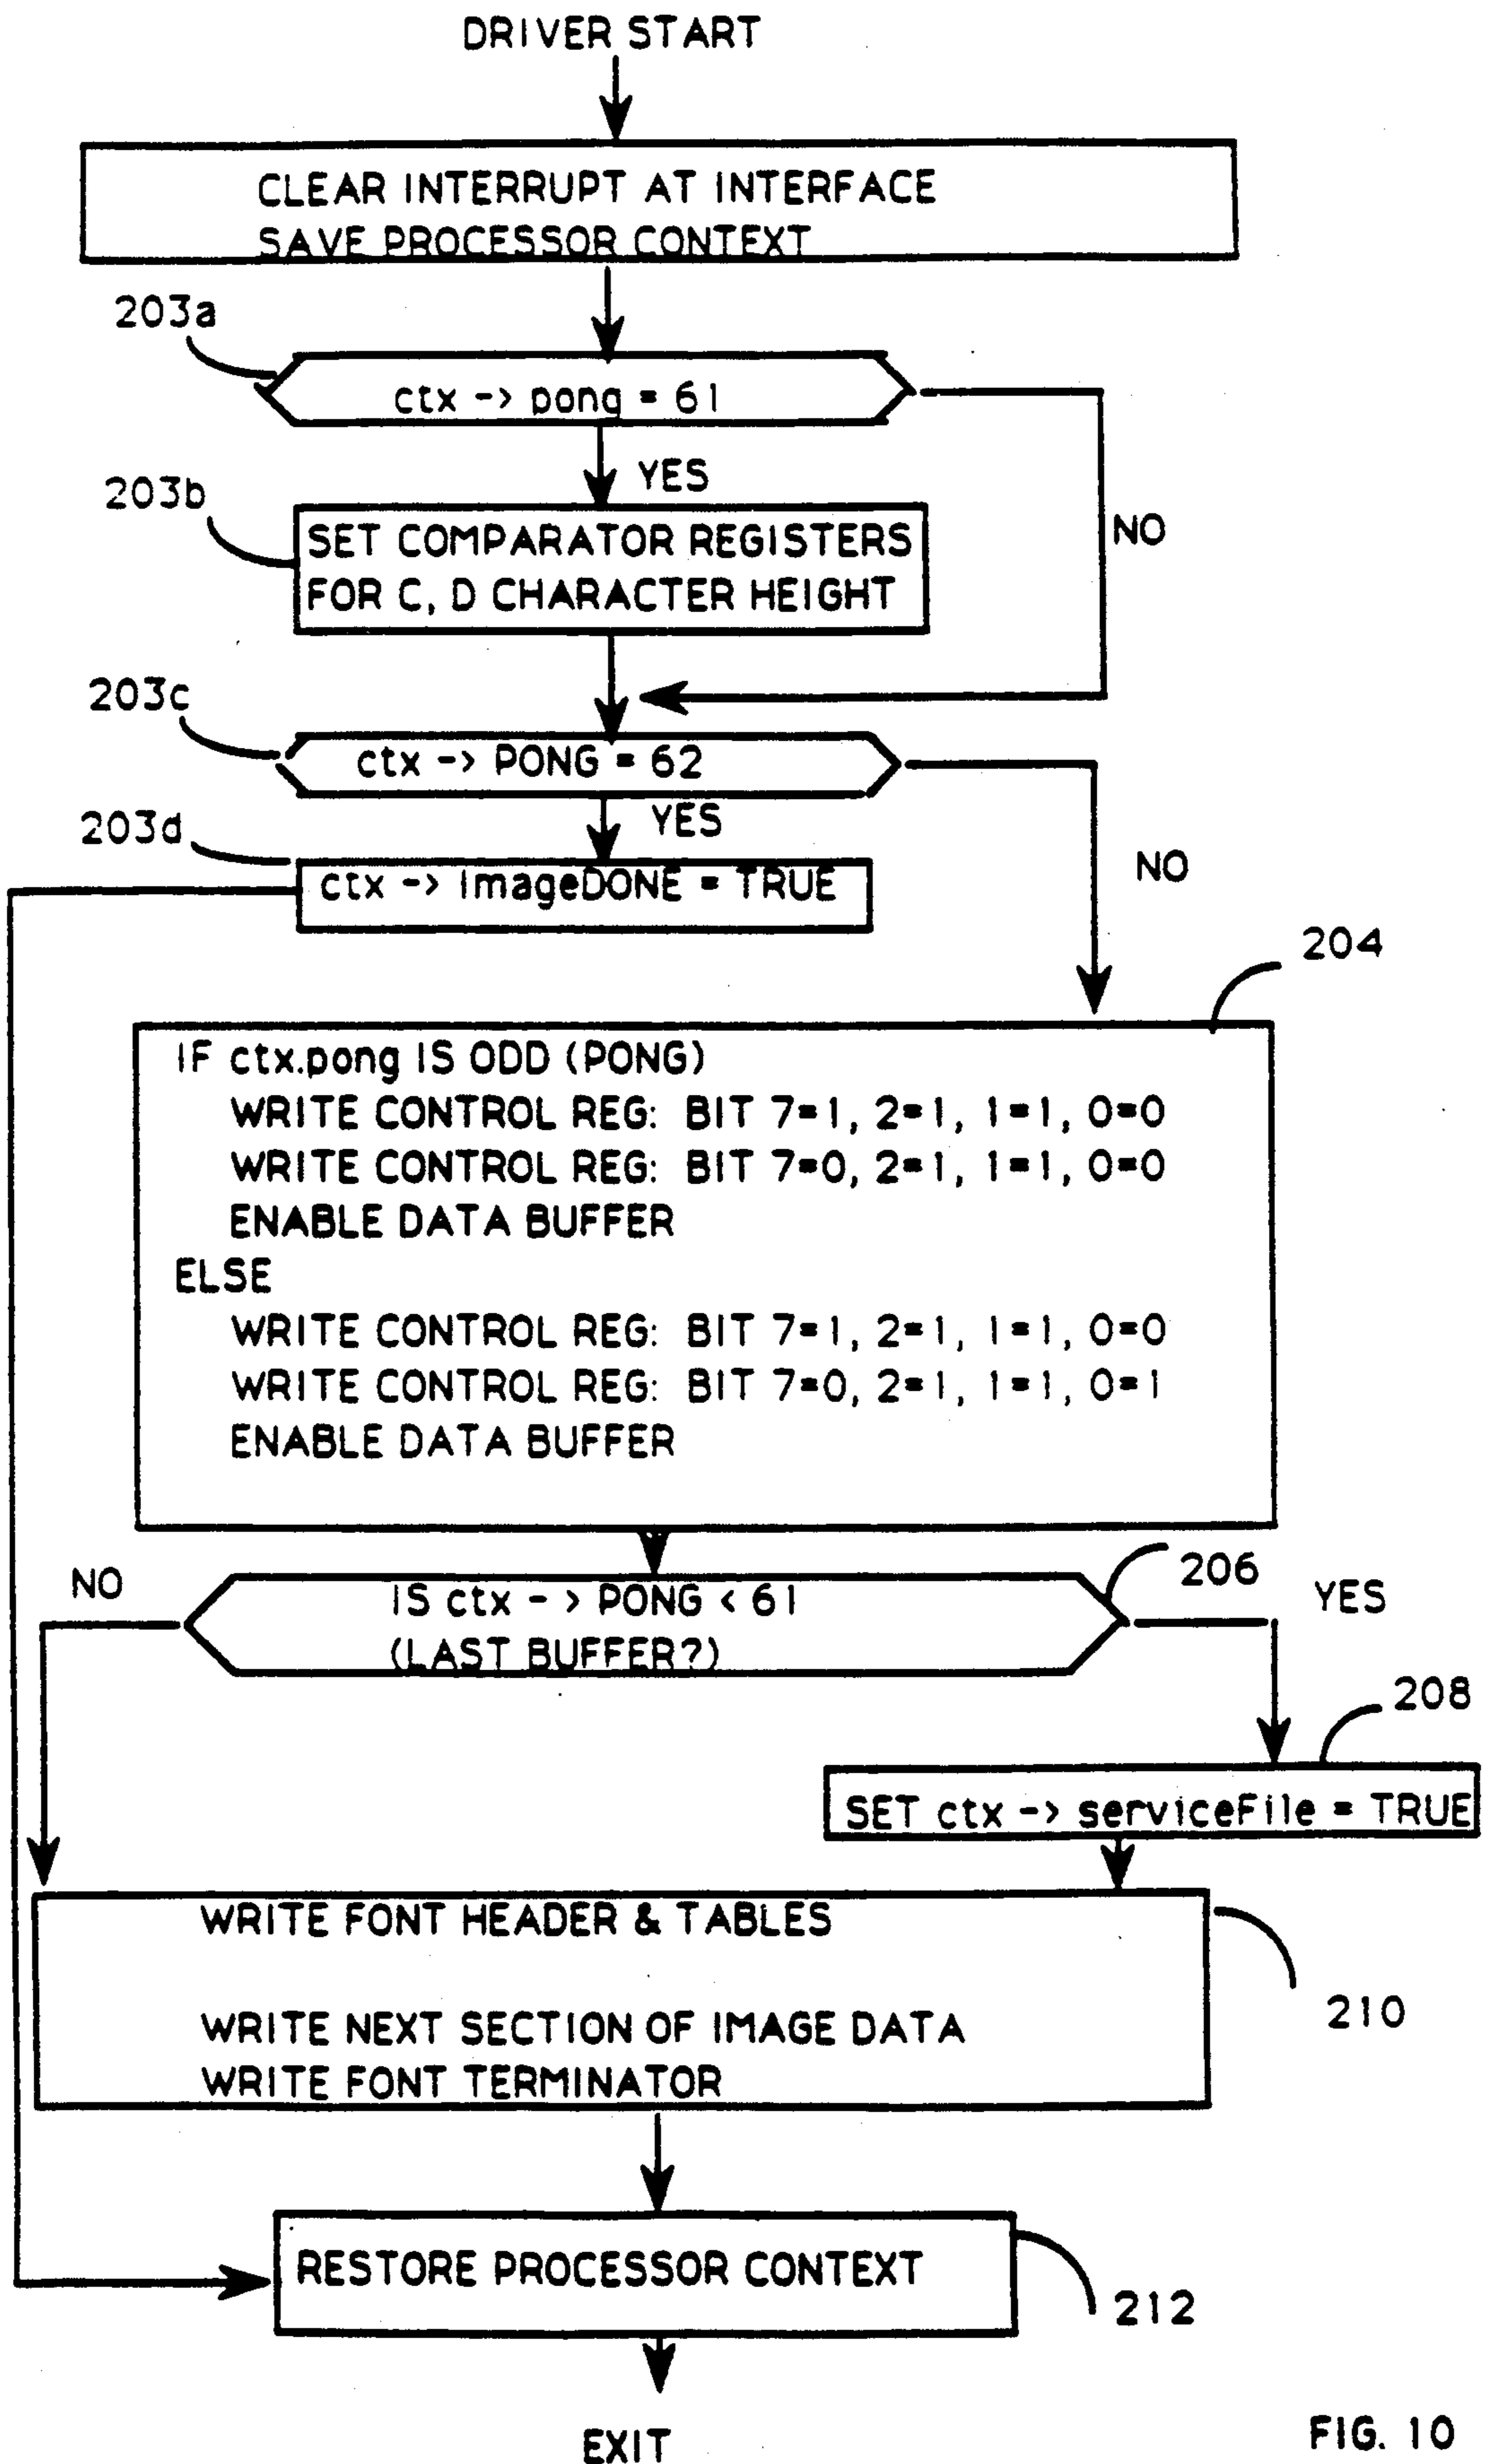 DRIVER START
CLEAR INTERRUPT AT INTERFACE
SAVE PROCESSOR CONTEXT
203a
ctx -> pong = 61
YES
203b
NO
SET COMPARATOR REGISTERS
FOR C, D CHARACTER HEIGHT
203c
ctx -> PONG = 62
YES
203d
NO
ctx -> imageDONE = TRUE
204
IF ctx.pong IS ODD (PONG)
WRITE CONTROL REG: BIT 7=1, 2=1, 1=1, 0=0
WRITE CONTROL REG: BIT 7=0, 2=1, 1=1, 0=0
ENABLE DATA BUFFER
ELSE
WRITE CONTROL REG: BIT 7=1, 2=1, 1=1, 0=0
WRITE CONTROL REG: BIT 7=0, 2=1, 1=1, 0=1
ENABLE DATA BUFFER
206
NO
YES
IS ctx - > PONG < 61
(LAST BUFFER?)
208
SET ctx -> serviceFile = TRUE
WRITE FONT HEADER & TABLES
210
WRITE NEXT SECTION OF IMAGE DATA
WRITE FONT TERMINATOR
RESTORE PROCESSOR CONTEXT
212
EXIT
FIG. 10